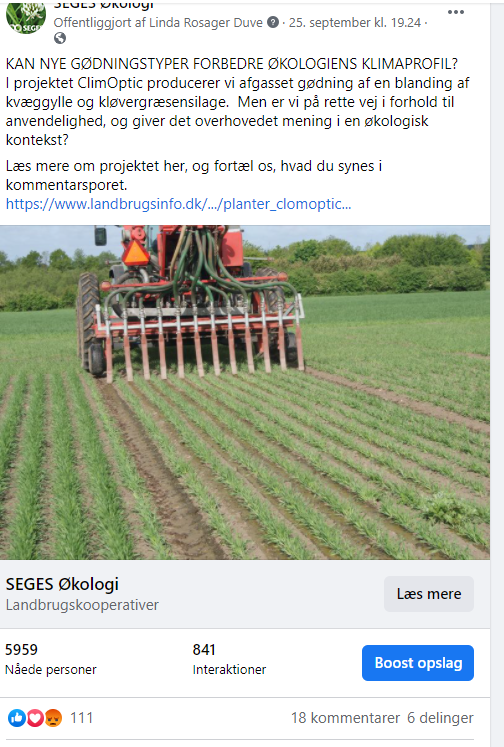 SEGES Økologi
Offentliggjort af Linda Rosager Duve · 25. september kl. 19.24 ·
KAN NYE GØDNINGSTYPER FORBEDRE ØKOLOGIENS KLIMAPROFIL?
I projektet ClimOptic producerer vi afgasset gødning af en blanding af
kvæggylle og kløvergræsensilage. Men er vi på rette vej i forhold til
anvendelighed, og giver det overhovedet mening i en økologisk
kontekst?
Læs mere om projektet her, og fortæl os, hvad du synes i
kommentarsporet.
https://www.landbrugsinfo.dk/.../planter_clomoptic...
SEGES Økologi
Landbrugskooperativer
Læs mere
5959
Nåede personer
841
Interaktioner
Boost opslag
111
18 kommentarer 6 delinger